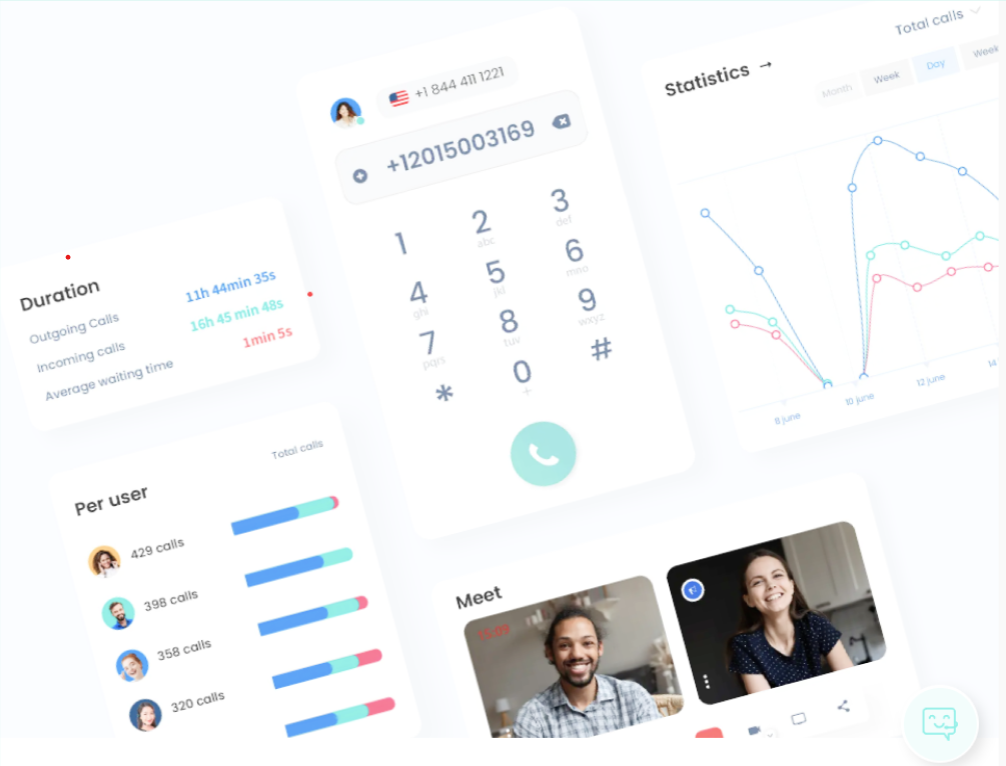 Total calls
Statistics →
Month
Week
Day
Week
8 june
10 june
12 june
14
+1 844 411 1221
+12015003169
1
2
abc
3
def
4
ghi
5
jkl
6
mno
7
pqrs
8
tuv
9
wxyz
*
0
+
#
Duration
Outgoing Calls 11h 44min 35s
Incoming calls 16h 45 min 48s
Average waiting time 1min 5s
Per user
Total calls
429 calls
398 calls
358 calls
320 calls
Meet
15:09